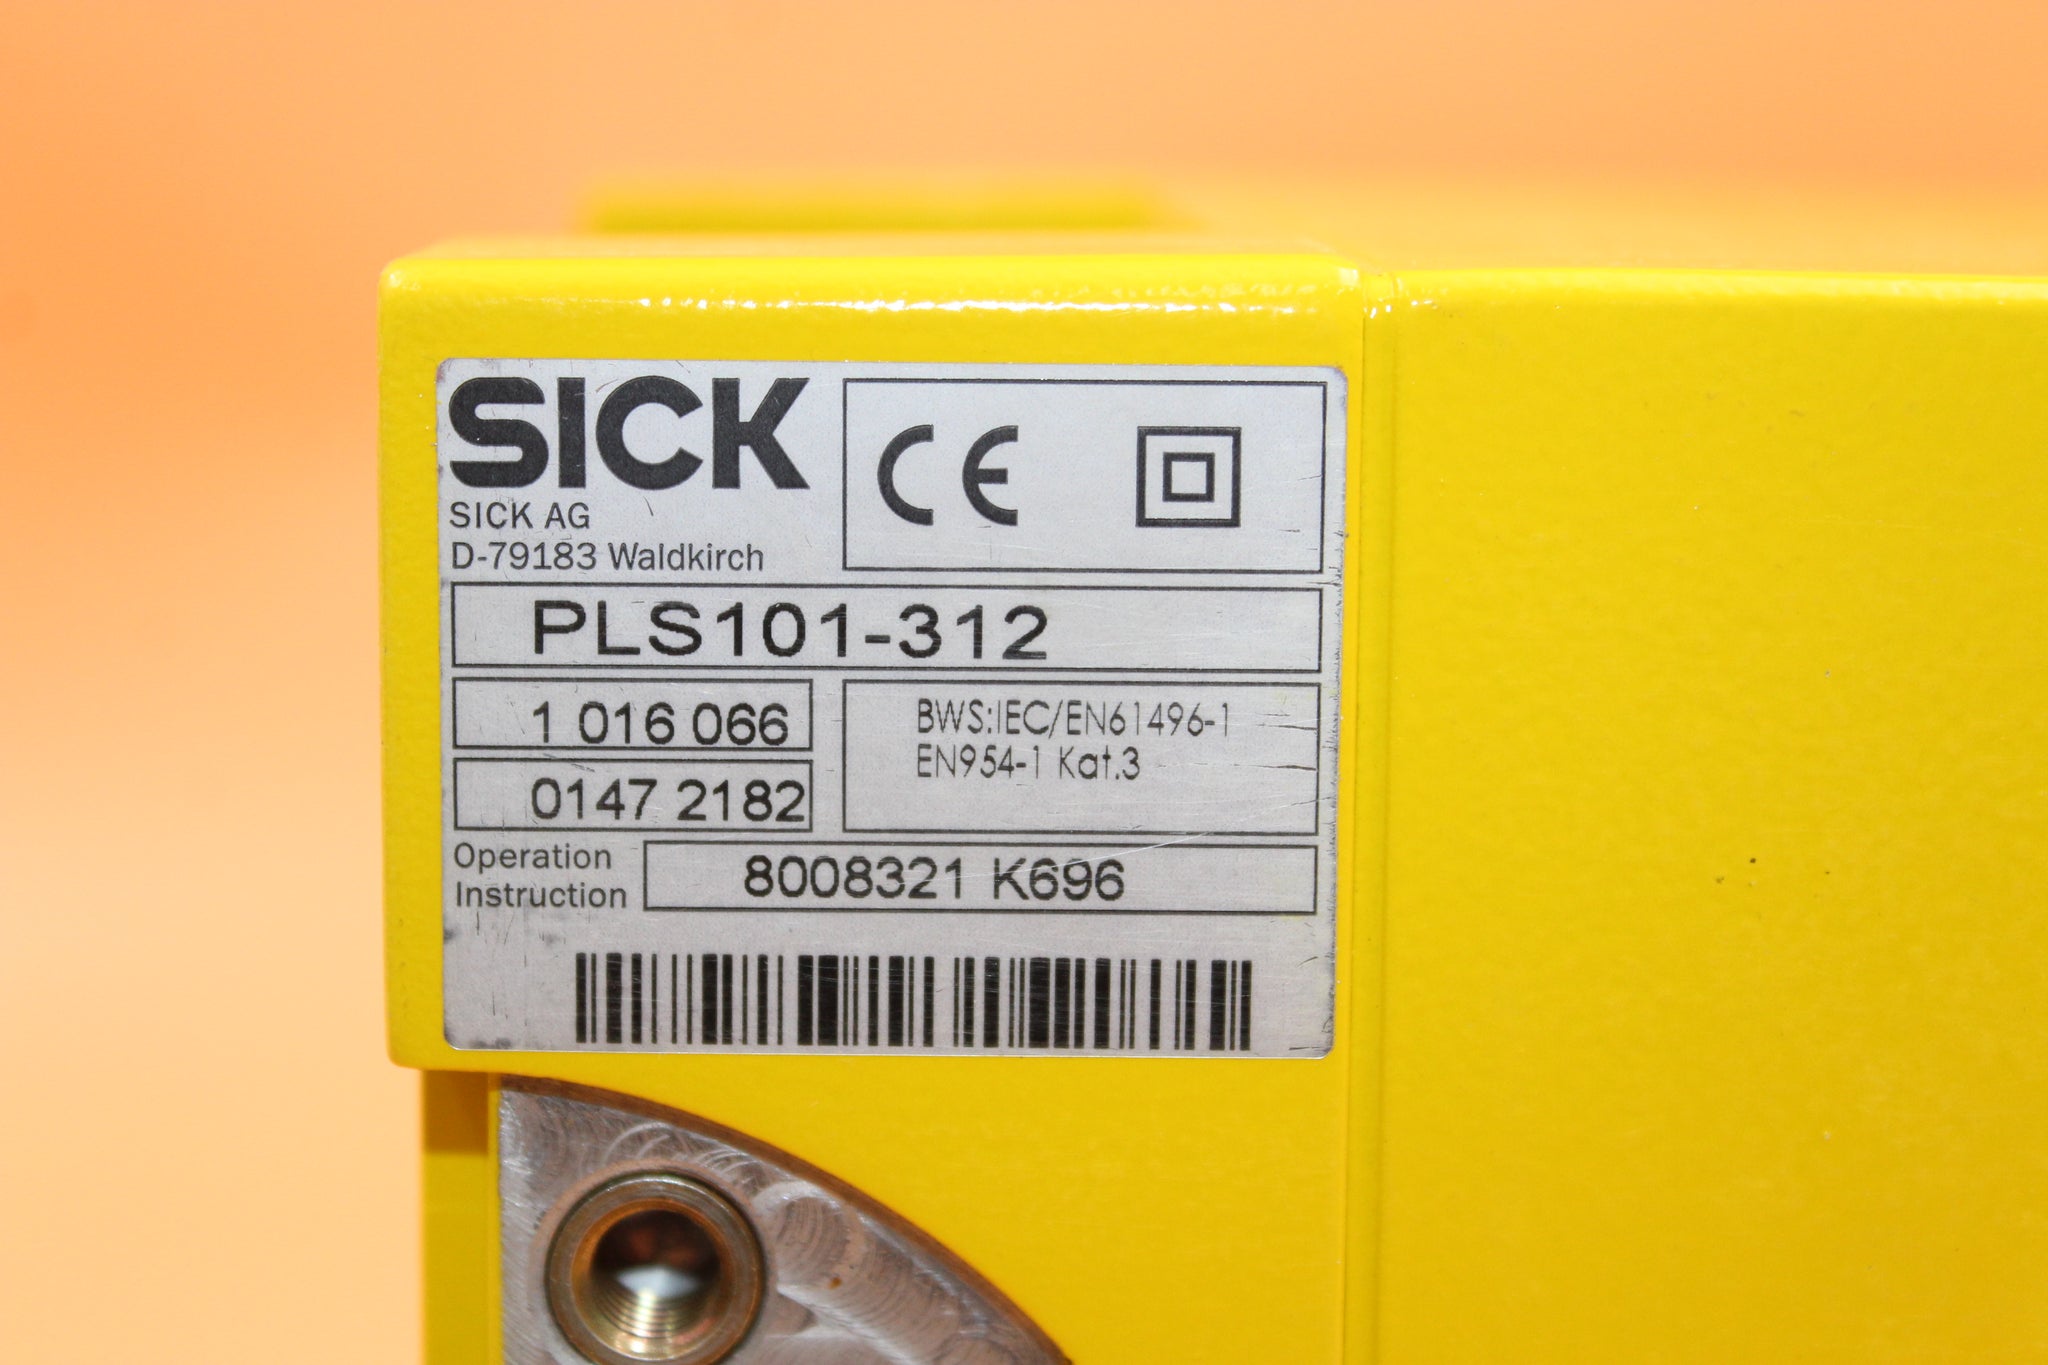 SICK
SICK AG
D-79183 Waldkirch
CE
PLS101-312
1 016 066
0147 2182
BWS:IEC/EN61496-1
EN954-1 Kat.3
Operation
Instruction
8008321 K696